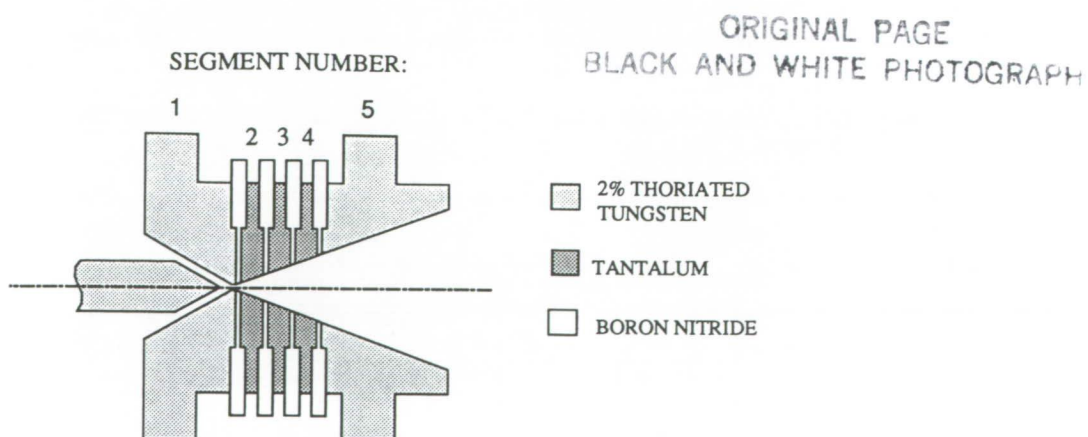 ORIGINAL PAGE
BLACK AND WHITE PHOTOGRAPH
SEGMENT NUMBER:
1
5
2 3 4
2% THORIATED
TUNGSTEN
TANTALUM
BORON NITRIDE